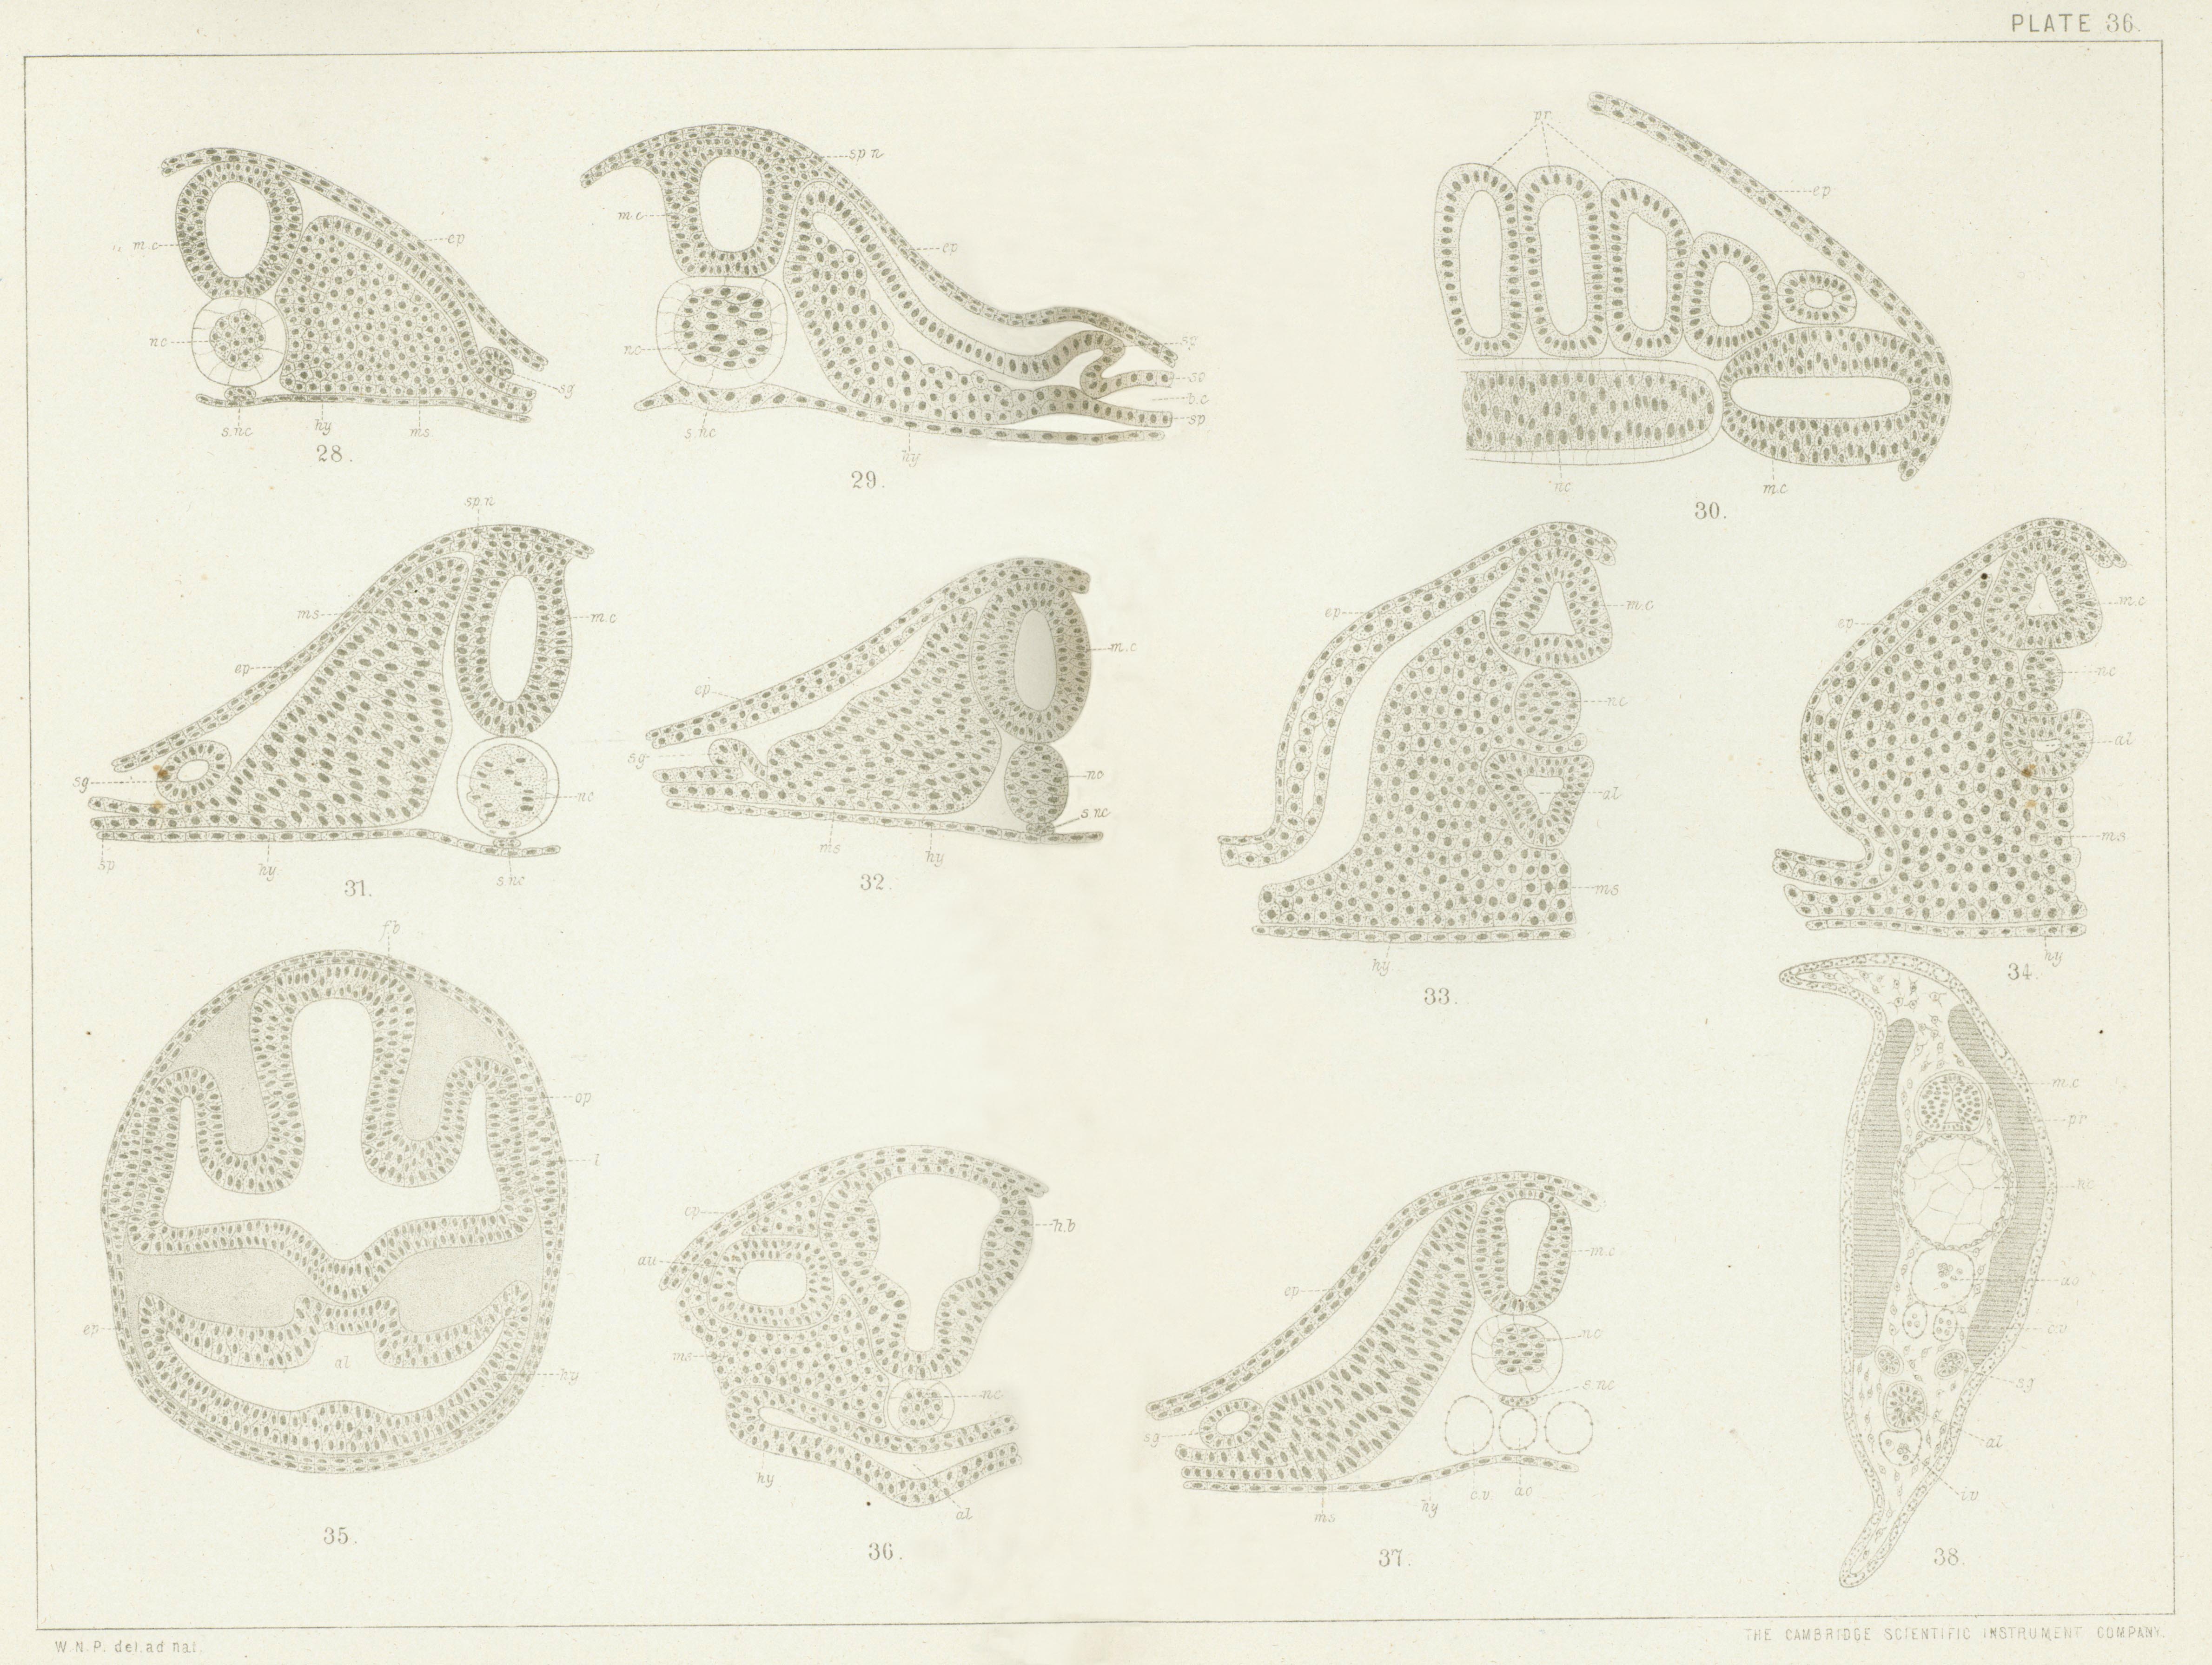 PLATE 36.
m.c
nc
s.nc
hy
ms
ep
sg
28.
sp.n
m.c
ep
nc
s.nc
hy
sp
so
b.c
sp
29.
pr
ep
nc
m.c
30.
sp.n
ms
m.c
ep
sg
nc
sp
hy
s.nc
31.
ep
m.c
sg
nc
s.nc
ms
hy
32.
ep
m.c
nc
al
ms
hy
33.
ep
m.c
nc
al
ms
hy
34.
f.b
op
l
ep
al
hy
35.
ep
h.b
au
ms
nc
hy
al
36.
ep
m.c
nc
s.nc
sg
ms
hy
c.v
ao
37.
m.c
pr
nc
ao
c.v
sg
al
i.v
38.
W.N.P. del. ad nat.
THE CAMBRIDGE SCIENTIFIC INSTRUMENT COMPANY.